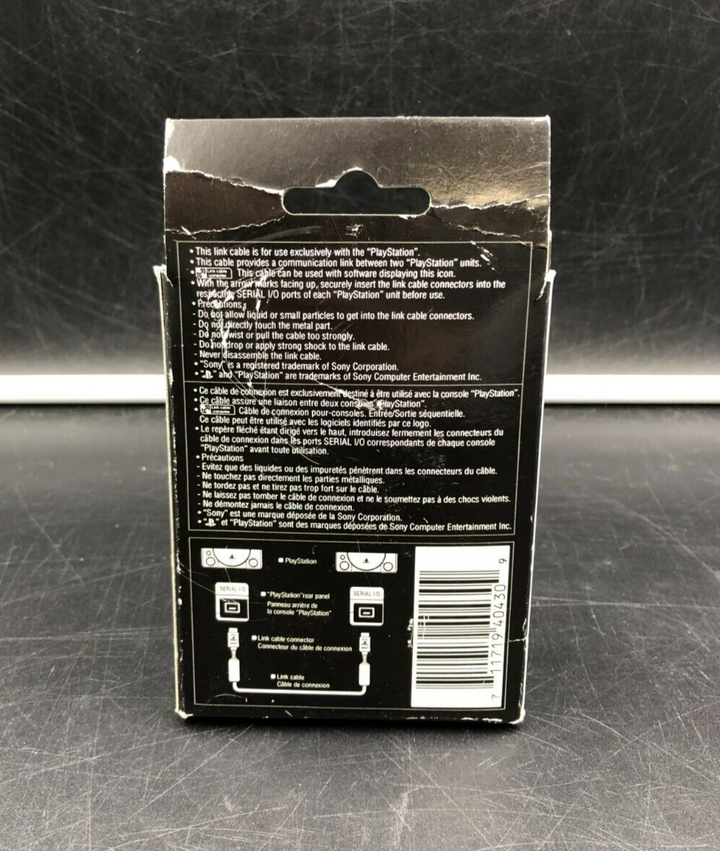 • This link cable is for use exclusively with the "PlayStation".
• This cable provides a communication link between two "PlayStation" units.
• This cable can be used with software displaying this icon.
• With the arrow marks facing up, securely insert the link cable connectors into the
respective SERIAL I/O ports of each "PlayStation" unit before use.
• Precautions
- Do not allow liquid or small particles to get into the link cable connectors.
- Do not directly touch the metal part.
- Do not twist or pull the cable too strongly.
- Do not drop or apply strong shock to the link cable.
- Never disassemble the link cable.
• "Sony" is a registered trademark of Sony Corporation.
• " " and "PlayStation" are trademarks of Sony Computer Entertainment Inc.
• Ce câble de connexion est exclusivement destiné à être utilisé avec la console "PlayStation".
• Ce câble assure une liaison entre deux consoles "PlayStation".
• Câble de connexion pour consoles. Entrée/Sortie séquentielle.
Ce câble peut être utilisé avec les logiciels identifiés par ce logo.
• Le repère fléché étant dirigé vers le haut, introduisez fermement les connecteurs du
câble de connexion dans les ports SERIAL I/O correspondants de chaque console
"PlayStation" avant toute utilisation.
• Précautions
- Evitez que des liquides ou des impuretés pénètrent dans les connecteurs du câble.
- Ne touchez pas directement les parties métalliques.
- Ne tordez pas et ne tirez pas trop fort sur le câble.
- Ne laissez pas tomber le câble de connexion et ne le soumettez pas à des chocs violents.
- Ne démontez jamais le câble de connexion.
• "Sony" est une marque déposée de la Sony Corporation.
• " " et "PlayStation" sont des marques déposées de Sony Computer Entertainment Inc.
PlayStation
SERIAL I/O
"PlayStation" rear panel
Panneau arrière de
la console "PlayStation"
SERIAL I/O
Link cable connector
Connecteur du câble de connexion
Link cable
Câble de connexion
7 11719 40430 9